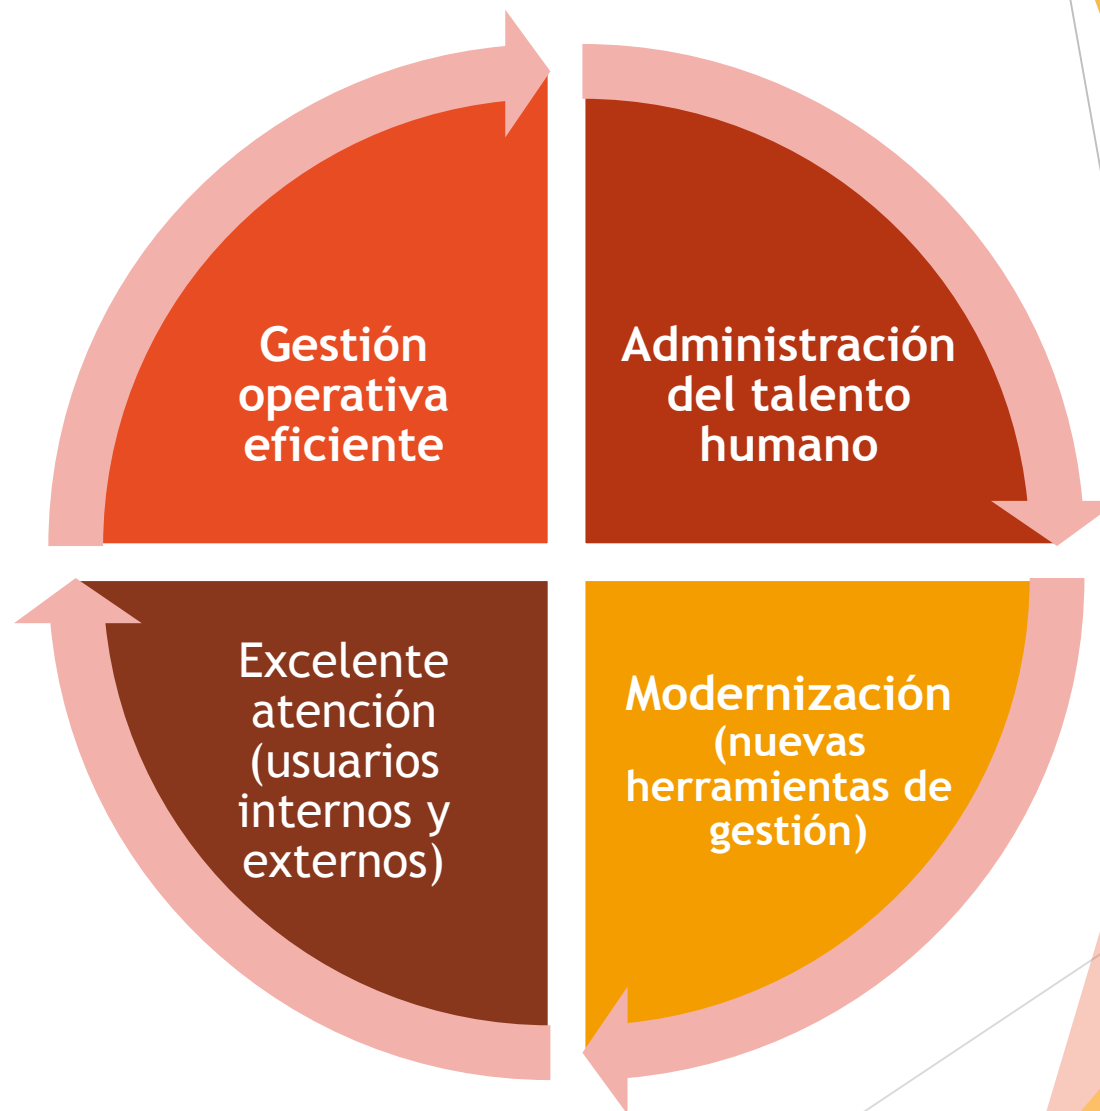 Gestión
operativa
eficiente
Administración
del talento
humano
Excelente
atención
(usuarios
internos y
externos)
Modernización
(nuevas
herramientas de
gestión)